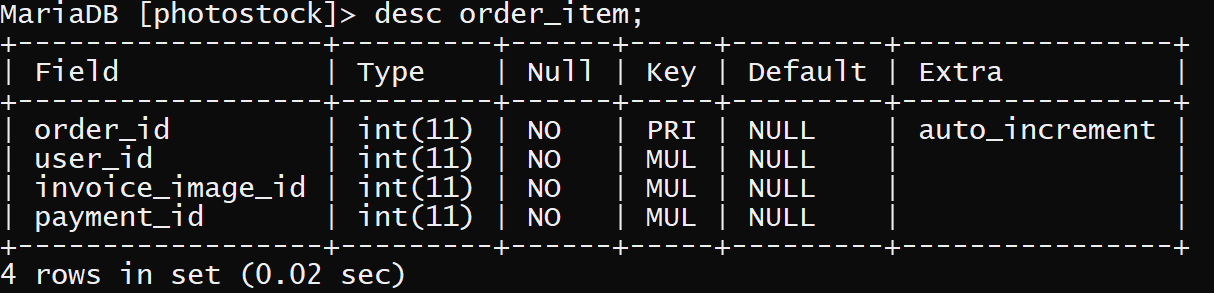 MariaDB [photostock]> desc order_item;
+------------------+---------+------+-----+---------+----------------+
| Field            | Type    | Null | Key | Default | Extra          |
+------------------+---------+------+-----+---------+----------------+
| order_id         | int(11) | NO   | PRI | NULL    | auto_increment |
| user_id          | int(11) | NO   | MUL | NULL    |                |
| invoice_image_id | int(11) | NO   | MUL | NULL    |                |
| payment_id       | int(11) | NO   | MUL | NULL    |                |
+------------------+---------+------+-----+---------+----------------+
4 rows in set (0.02 sec)